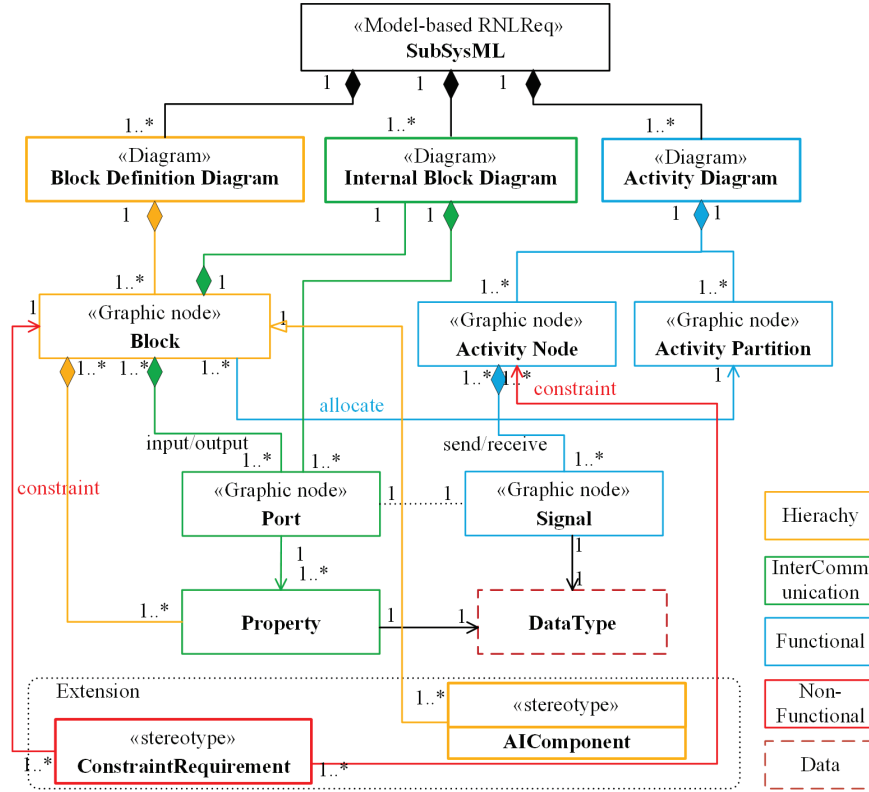 «Model-based RNLReq»
SubSysML
1
1
1
1..*
1..*
1..*
«Diagram»
Block Definition Diagram
«Diagram»
Internal Block Diagram
«Diagram»
Activity Diagram
1
1
1
1
1
1..*
1
1..*
1..*
1
«Graphic node»
Block
1
«Graphic node»
Activity Node
«Graphic node»
Activity Partition
1..*
1..*
1..*
1..*
1..*
1
constraint
allocate
input/output
send/receive
1..*
1..*
1..*
constraint
«Graphic node»
Port
1
1
«Graphic node»
Signal
Hierachy
1
1..*
1
1
InterComm
unication
1..*
Property
1
1
DataType
Functional
Extension
1..*
«stereotype»
AIComponent
Non-
Functional
«stereotype»
ConstraintRequirement
1..*
1..*
Data